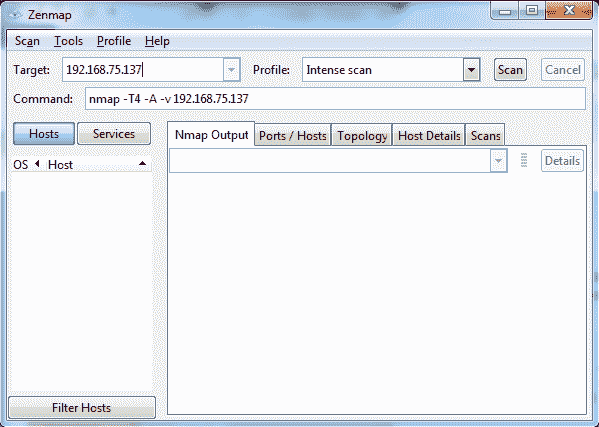 Zenmap
Scan Tools Profile Help
Target: 192.168.75.137 Profile: Intense scan Scan Cancel
Command: nmap -T4 -A -v 192.168.75.137
Hosts Services Nmap Output Ports / Hosts Topology Host Details Scans
OS Host Details
Filter Hosts